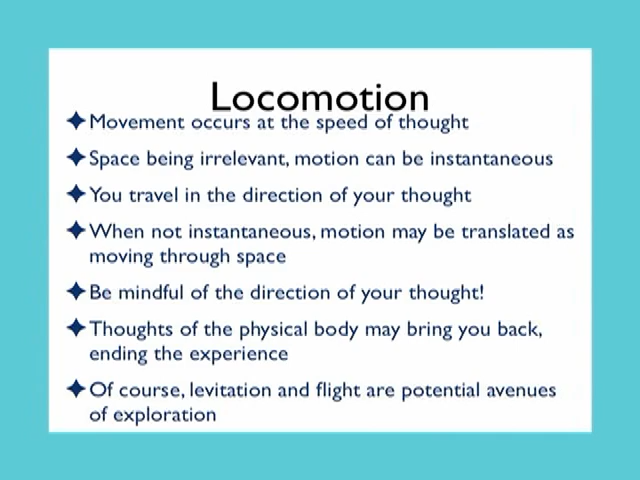 Locomotion
Movement occurs at the speed of thought
Space being irrelevant, motion can be instantaneous
You travel in the direction of your thought
When not instantaneous, motion may be translated as
moving through space
Be mindful of the direction of your thought!
Thoughts of the physical body may bring you back,
ending the experience
Of course, levitation and flight are potential avenues
of exploration